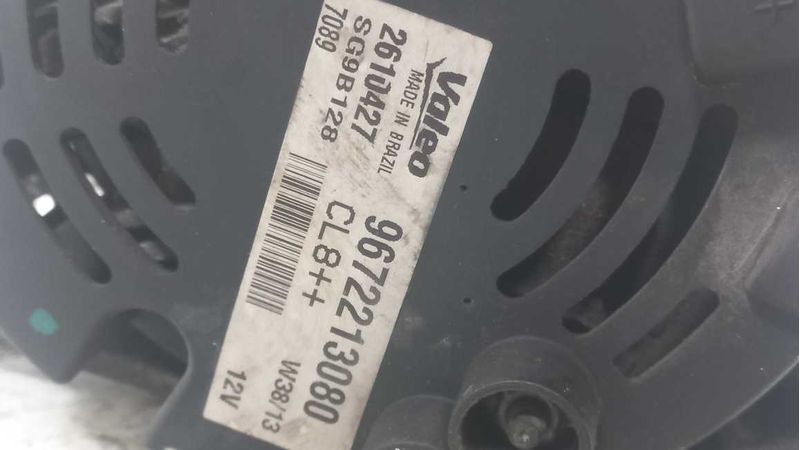 Valeo
MADE IN BRAZIL
2610427
SG9B128
7089
9672213080
CL8++
W38/13
12V
+